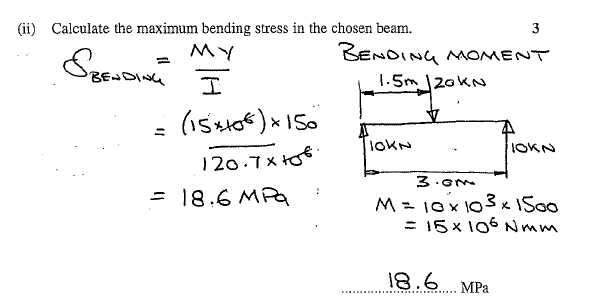 (ii) Calculate the maximum bending stress in the chosen beam. 3
δBENDING = MY / I
= (15×10⁶) × 150 / 120.7 × 10⁶
= 18.6 MPa
BENDING MOMENT
1.5m 20KN
10KN 10KN
3.0m
M = 10 × 10³ × 1500
= 15 × 10⁶ Nmm
18.6 MPa